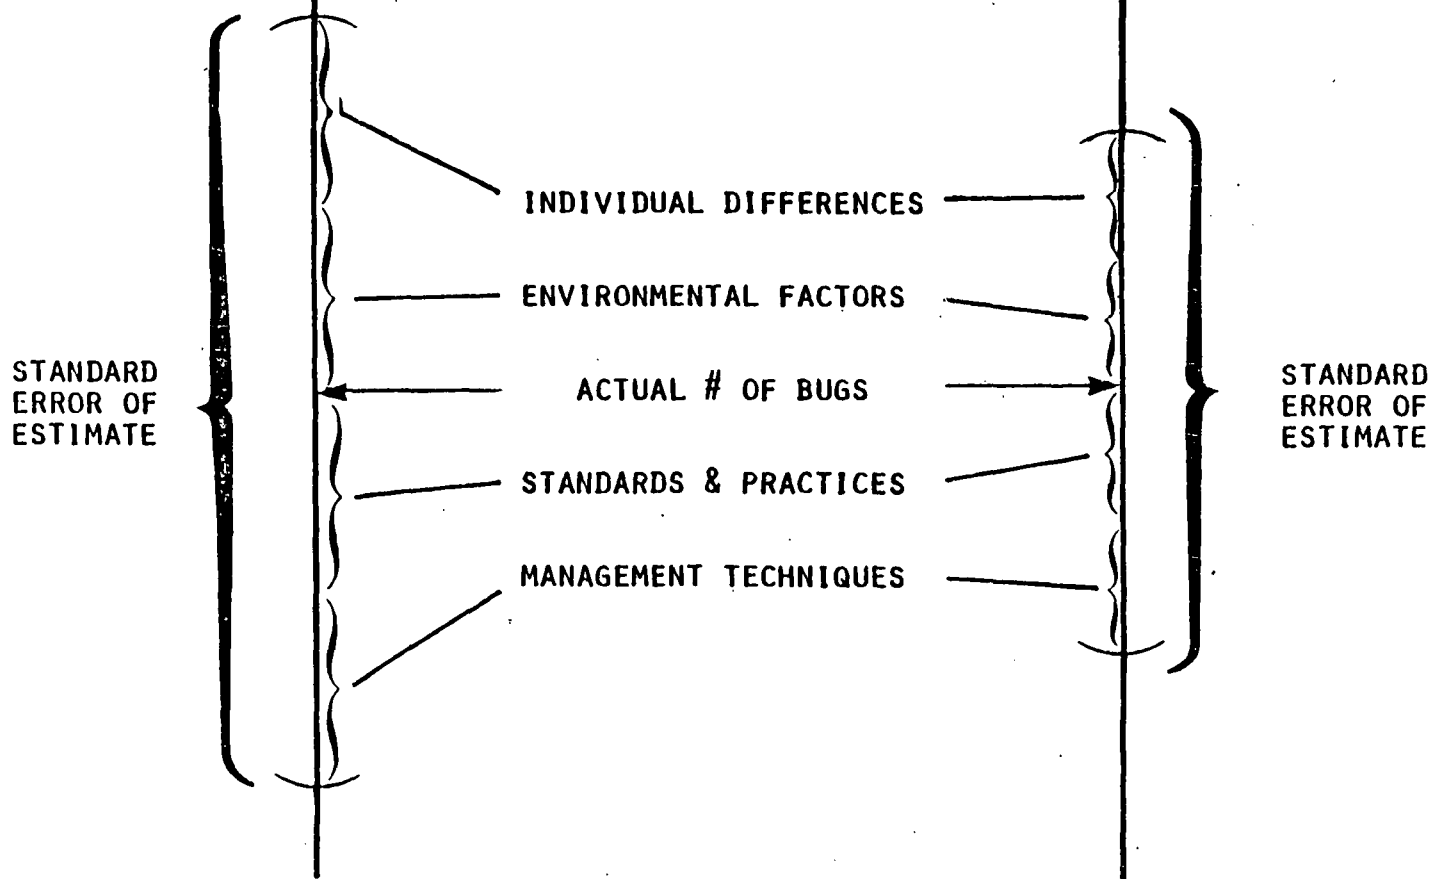 INDIVIDUAL DIFFERENCES
ENVIRONMENTAL FACTORS
STANDARD
ERROR OF
ESTIMATE
ACTUAL # OF BUGS
STANDARD
ERROR OF
ESTIMATE
STANDARDS & PRACTICES
MANAGEMENT TECHNIQUES